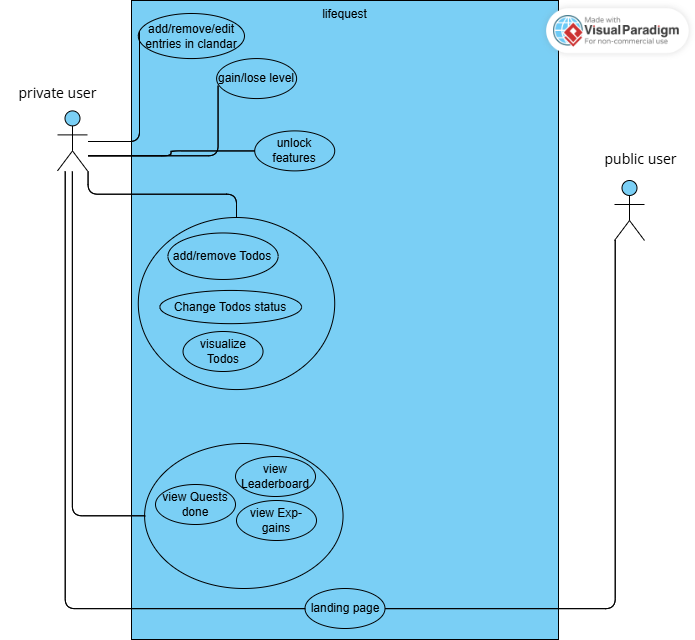 lifequest
Made with
VisualParadigm
For non-commercial use
add/remove/edit
entries in clandar
gain/lose level
private user
unlock
features
public user
add/remove Todos
Change Todos status
visualize
Todos
view
Leaderboard
view Quests
done
view Exp-
gains
landing page